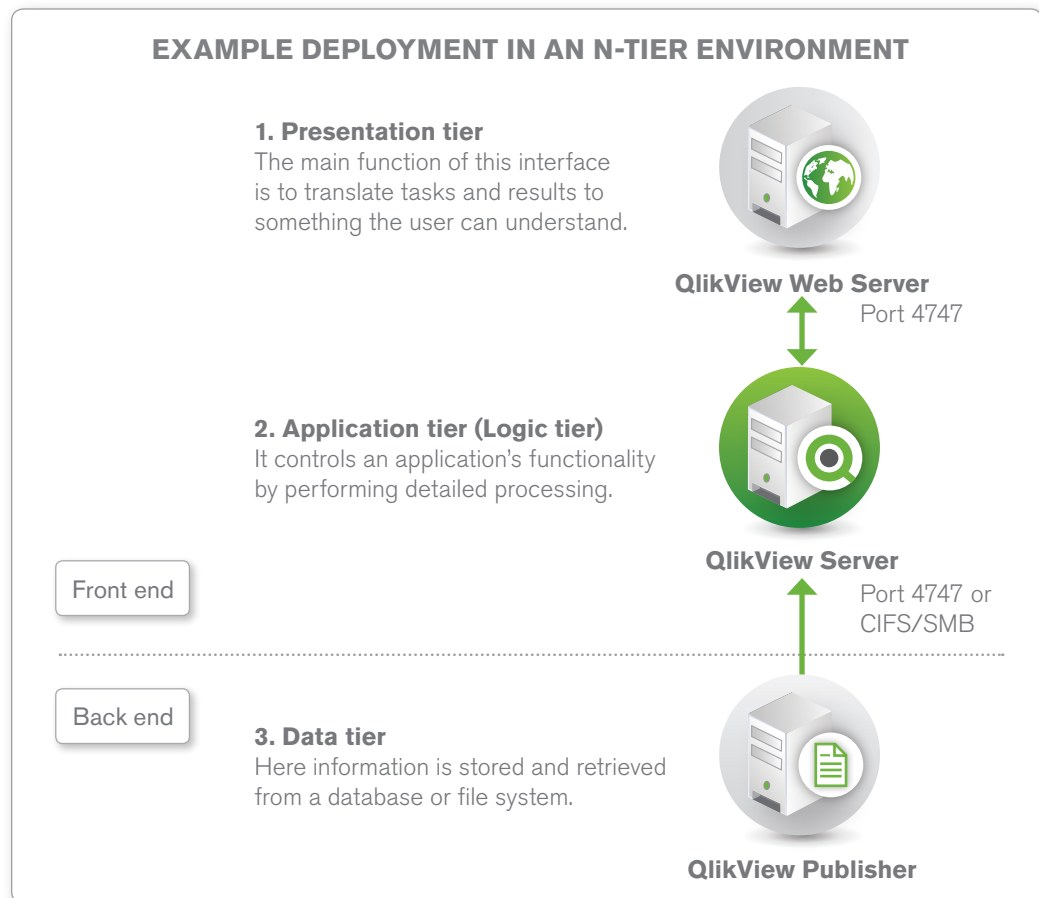 EXAMPLE DEPLOYMENT IN AN N-TIER ENVIRONMENT
1. Presentation tier
The main function of this interface
is to translate tasks and results to
something the user can understand.
QlikView Web Server
Port 4747
2. Application tier (Logic tier)
It controls an application’s functionality
by performing detailed processing.
QlikView Server
Front end
Port 4747 or
CIFS/SMB
Back end
3. Data tier
Here information is stored and retrieved
from a database or file system.
QlikView Publisher